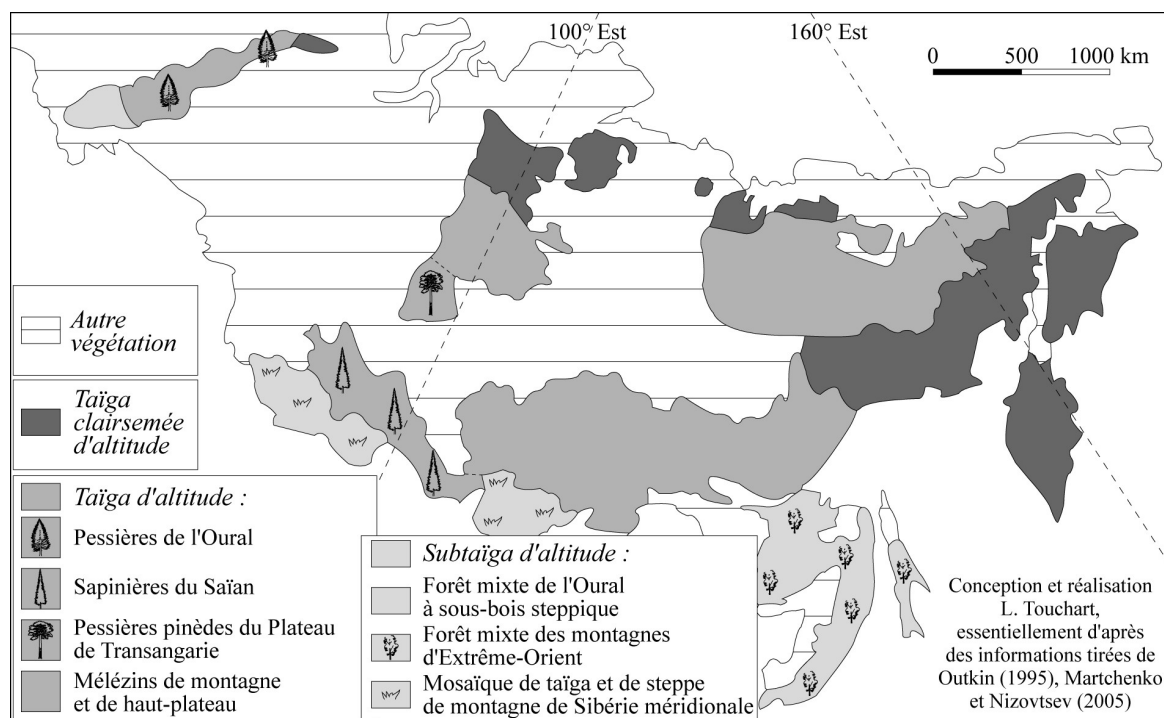 100° Est
160° Est
0 500 1000 km
Autre
végétation
Taïga
clairsemée
d'altitude
Taïga d'altitude :
Pessières de l'Oural
Sapinières du Saïan
Pessières pinèdes du Plateau
de Transangarie
Mélézins de montagne
et de haut-plateau
Subtaïga d'altitude :
Forêt mixte de l'Oural
à sous-bois steppique
Forêt mixte des montagnes
d'Extrême-Orient
Mosaïque de taïga et de steppe
de montagne de Sibérie méridionale
Conception et réalisation
L. Touchart,
essentiellement d'après
des informations tirées de
Outkin (1995), Martchenko
et Nizovtsev (2005)